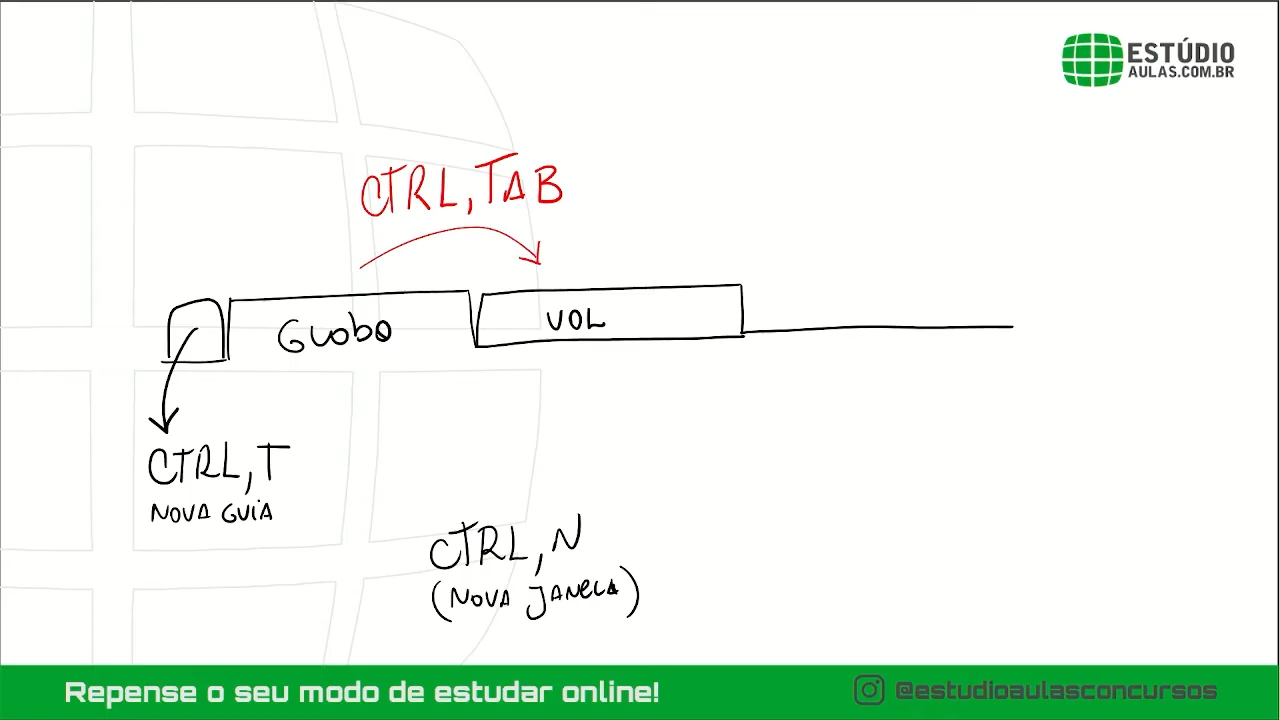 ESTÚDIO
AULAS.COM.BR
CTRL, TAB
Globo
UOL
CTRL, T
NOVA GUIA
CTRL, N
(NOVA JANELA)
Repense o seu modo de estudar online!
@estudioaulasconcursos